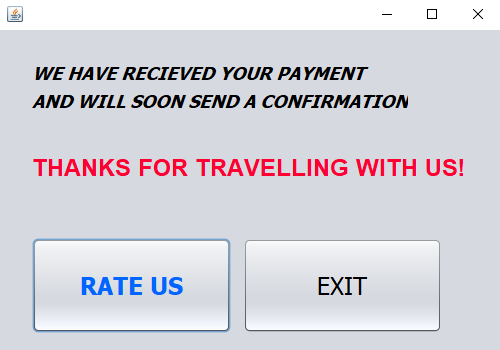 WE HAVE RECIEVED YOUR PAYMENT
AND WILL SOON SEND A CONFIRMATION
THANKS FOR TRAVELLING WITH US!
RATE US
EXIT